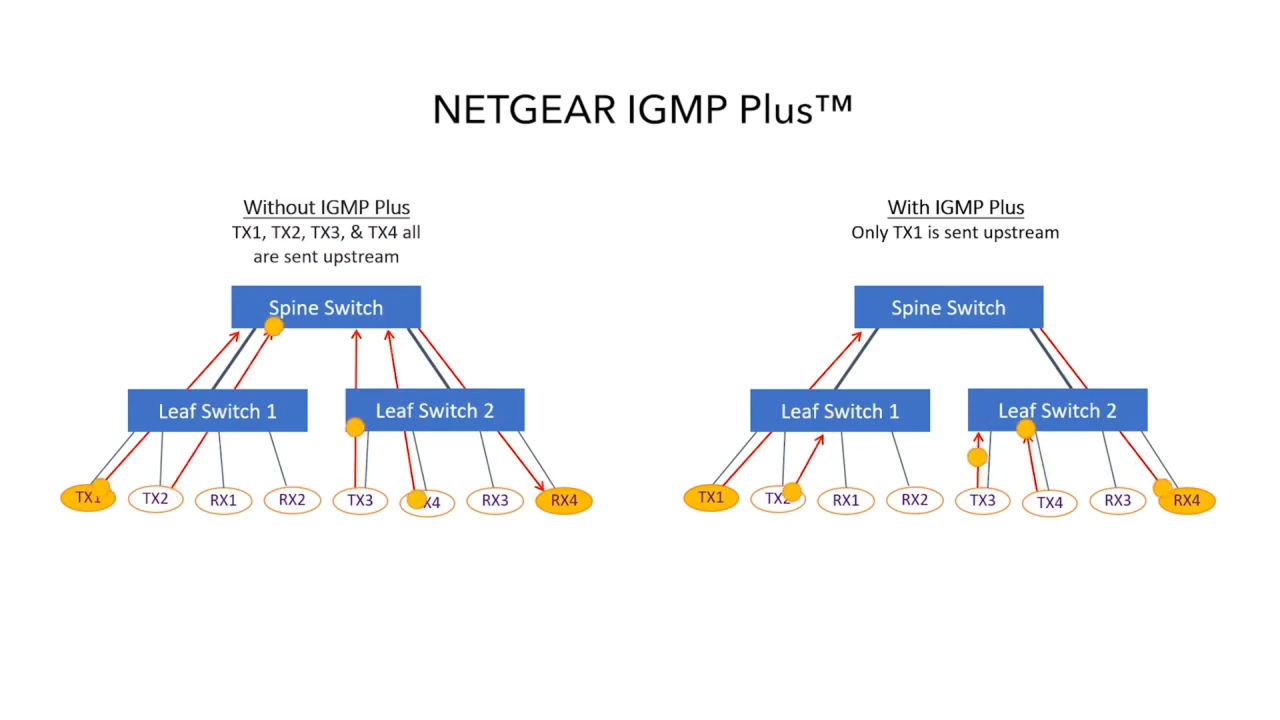 NETGEAR IGMP Plus™
Without IGMP Plus
TX1, TX2, TX3, & TX4 all
are sent upstream
Spine Switch
Leaf Switch 1
Leaf Switch 2
TX1
TX2
RX1
RX2
TX3
X4
RX3
RX4
With IGMP Plus
Only TX1 is sent upstream
Spine Switch
Leaf Switch 1
Leaf Switch 2
TX1
TX2
RX1
RX2
TX3
TX4
RX3
RX4